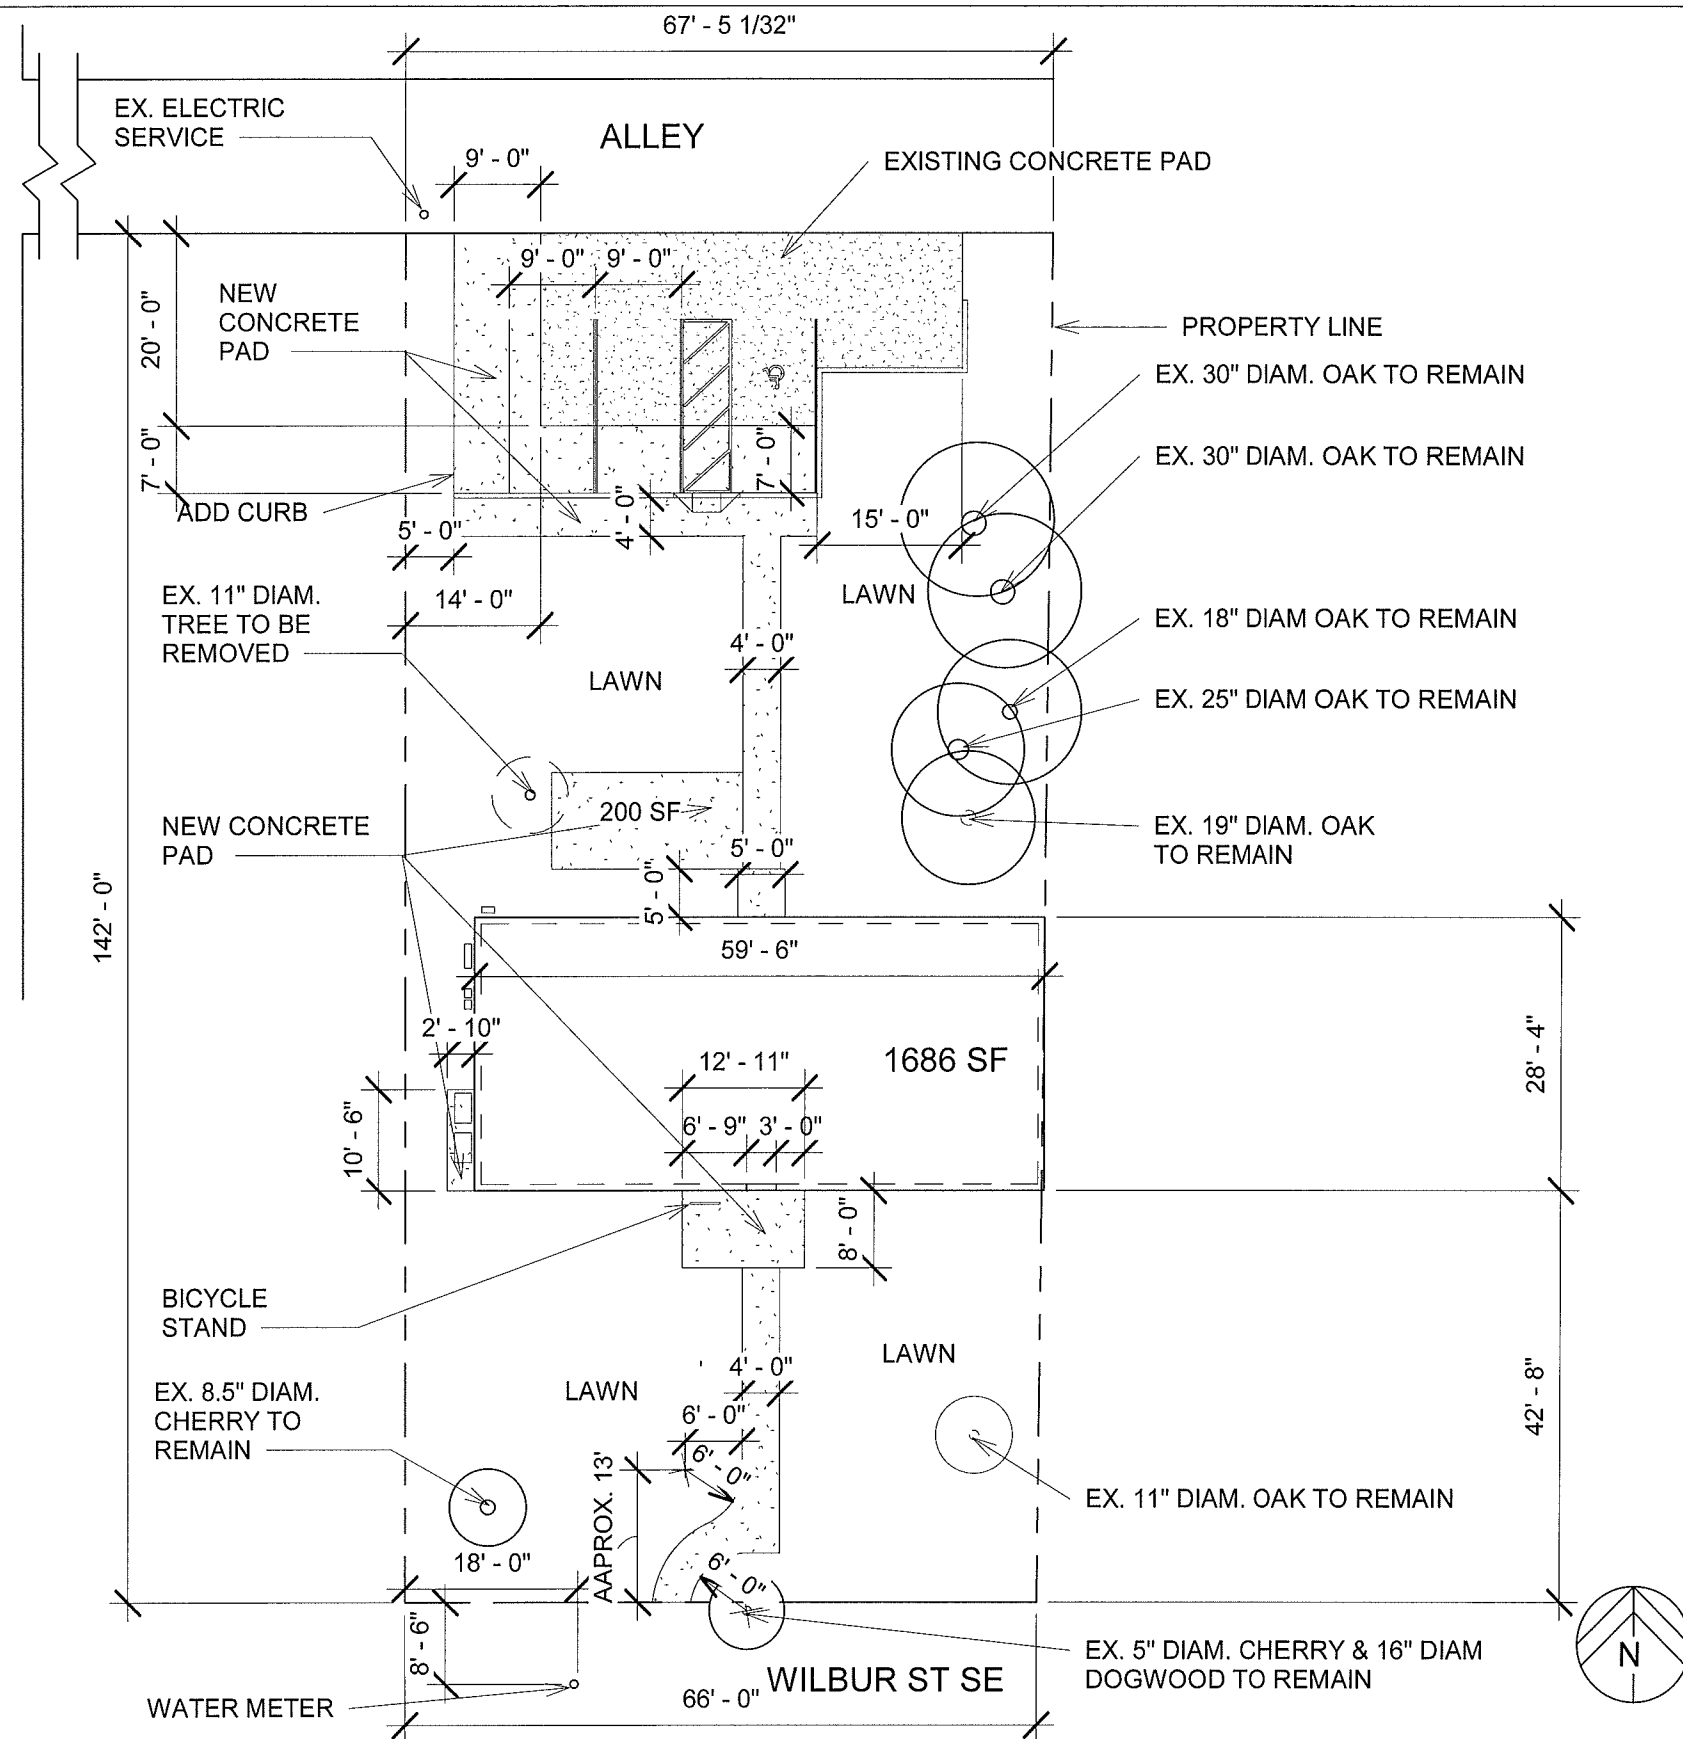 67' - 5 1/32"
EX. ELECTRIC
SERVICE
ALLEY
9' - 0"
EXISTING CONCRETE PAD
9' - 0"
9' - 0"
NEW
CONCRETE
PAD
20' - 0"
PROPERTY LINE
EX. 30" DIAM. OAK TO REMAIN
EX. 30" DIAM. OAK TO REMAIN
7' - 0"
7' - 0"
ADD CURB
4' - 0"
15' - 0"
5' - 0"
EX. 11" DIAM.
TREE TO BE
REMOVED
14' - 0"
LAWN
EX. 18" DIAM OAK TO REMAIN
4' - 0"
LAWN
EX. 25" DIAM OAK TO REMAIN
200 SF
NEW CONCRETE
PAD
EX. 19" DIAM. OAK
TO REMAIN
5' - 0"
5' - 0"
142' - 0"
59' - 6"
2' - 10"
12' - 11"
1686 SF
28' - 4"
10' - 6"
6' - 9"
3' - 0"
8' - 0"
BICYCLE
STAND
LAWN
4' - 0"
LAWN
EX. 8.5" DIAM.
CHERRY TO
REMAIN
42' - 8"
6' - 0"
6' - 0"
AAPROX. 13'
EX. 11" DIAM. OAK TO REMAIN
18' - 0"
6' - 0"
8' - 6"
EX. 5" DIAM. CHERRY & 16" DIAM
DOGWOOD TO REMAIN
N
WILBUR ST SE
WATER METER
66' - 0"